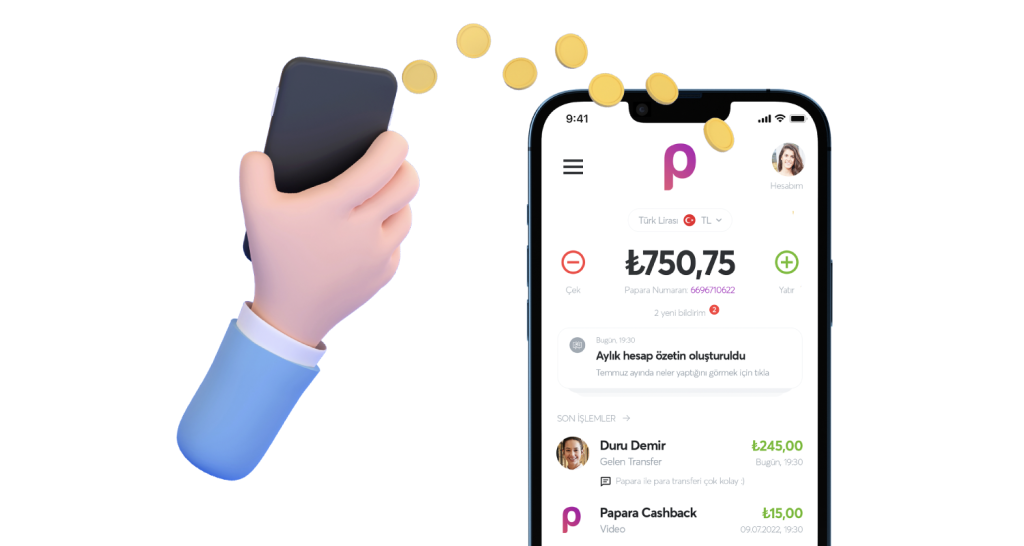 9:41
Hesabım
Türk Lirası TL
₺750,75
Çek
Papara Numaran: 6696710622
Yatır
2 yeni bildirim 2
Bugün, 19:30
Aylık hesap özetin oluşturuldu
Temmuz ayında neler yaptığını görmek için tıkla
SON İŞLEMLER →
Duru Demir ₺245,00
Gelen Transfer Bugün, 19:30
Papara ile para transferi çok kolay :)
Papara Cashback ₺15,00
Video 09.07.2022, 19:30